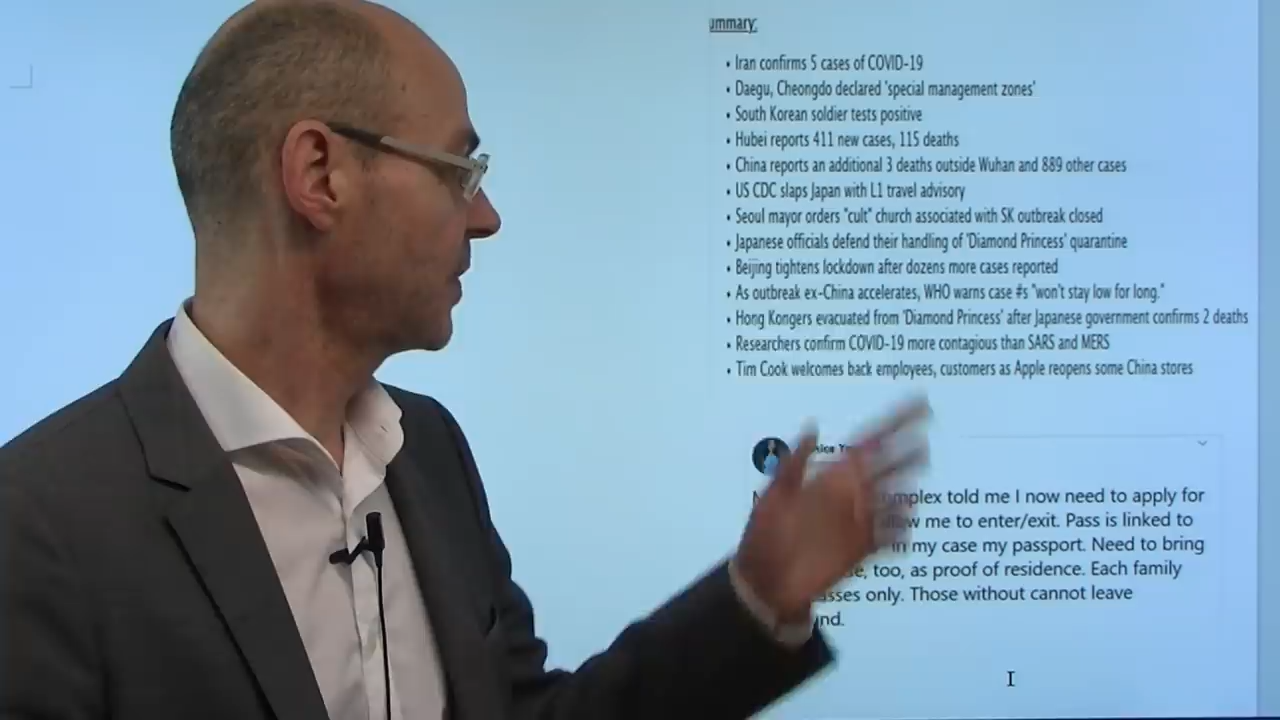 ummary:
• Iran confirms 5 cases of COVID-19
• Daegu, Cheongdo declared 'special management zones'
• South Korean soldier tests positive
• Hubei reports 411 new cases, 115 deaths
• China reports an additional 3 deaths outside Wuhan and 889 other cases
• US CDC slaps Japan with L1 travel advisory
• Seoul mayor orders "cult" church associated with SK outbreak closed
• Japanese officials defend their handling of 'Diamond Princess' quarantine
• Beijing tightens lockdown after dozens more cases reported
• As outbreak ex-China accelerates, WHO warns case #s "won't stay low for long."
• Hong Kongers evacuated from 'Diamond Princess' after Japanese government confirms 2 deaths
• Researchers confirm COVID-19 more contagious than SARS and MERS
• Tim Cook welcomes back employees, customers as Apple reopens some China stores
told me I now need to apply for
me to enter/exit. Pass is linked to
in my case my passport. Need to bring
too, as proof of residence. Each family
only. Those without cannot leave